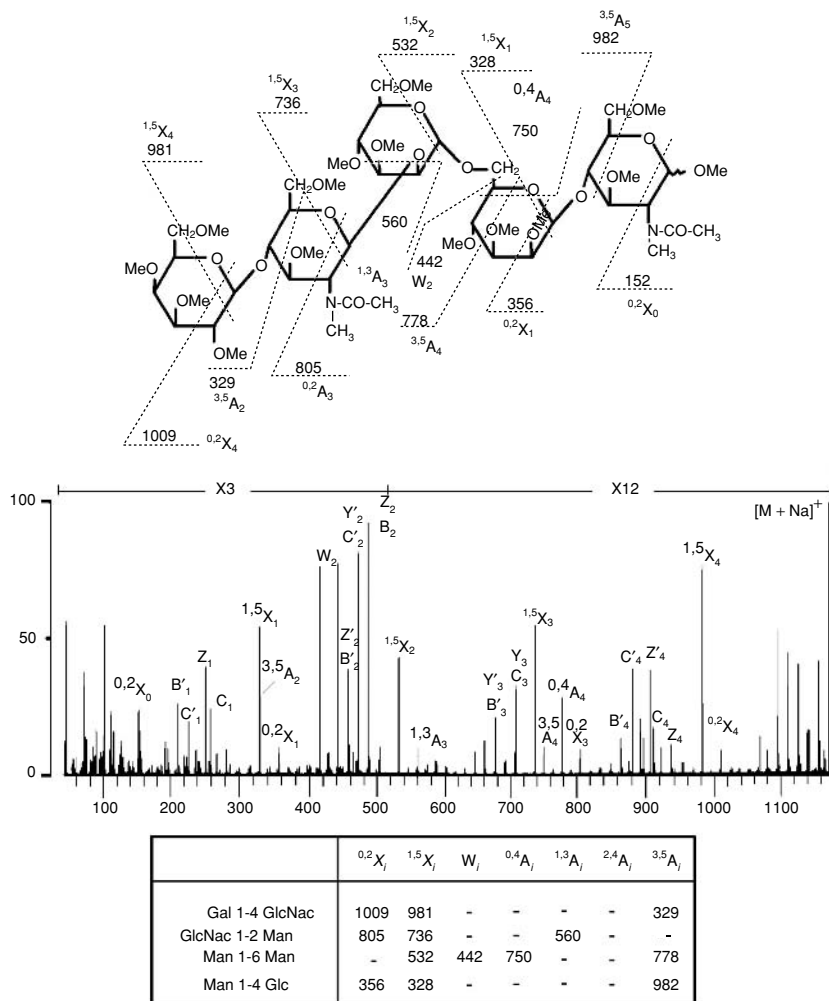 1,5X2
532
1,5X1
328
3,5A5
982
0,4A4
750
1,5X3
736
1,5X4
981
CH2OMe
CH2OMe
CH2OMe
CH2OMe
CH2
O
O
O
O
O
O
O
O
O
OMe
OMe
MeO
OMe
OMe
OMe
OMe
MeO
OMe
OMe
MeO
OMe
OMe
OMe
N-CO-CH3
CH3
N-CO-CH3
CH3
560
442
W2
1,3A3
778
3,5A4
356
0,2X1
152
0,2X0
329
3,5A2
805
0,2A3
1009 0,2X4
X3 X12
100
50
0
[M + Na]+
0,2X0
B′1
C′1
Z1
C1
1,5X1
3,5A2
0,2X1
W2
Y′2
C′2
Z2
B2
Z′2
B′2
1,5X2
1,3A3
Y′3
B′3
Y3
C3
1,5X3
3,5
A4
0,4A4
0,2
X3
B′4
C′4
Z′4
C4
Z4
1,5X4
0,2X4
100 200 300 400 500 600 700 800 900 1000 1100
0,2Xi 1,5Xi Wi 0,4Ai 1,3Ai 2,4Ai 3,5Ai
Gal 1-4 GlcNac 1009 981 - - - - 329
GlcNac 1-2 Man 805 736 - - 560 - -
Man 1-6 Man - 532 442 750 - - 778
Man 1-4 Glc 356 328 - - - - 982